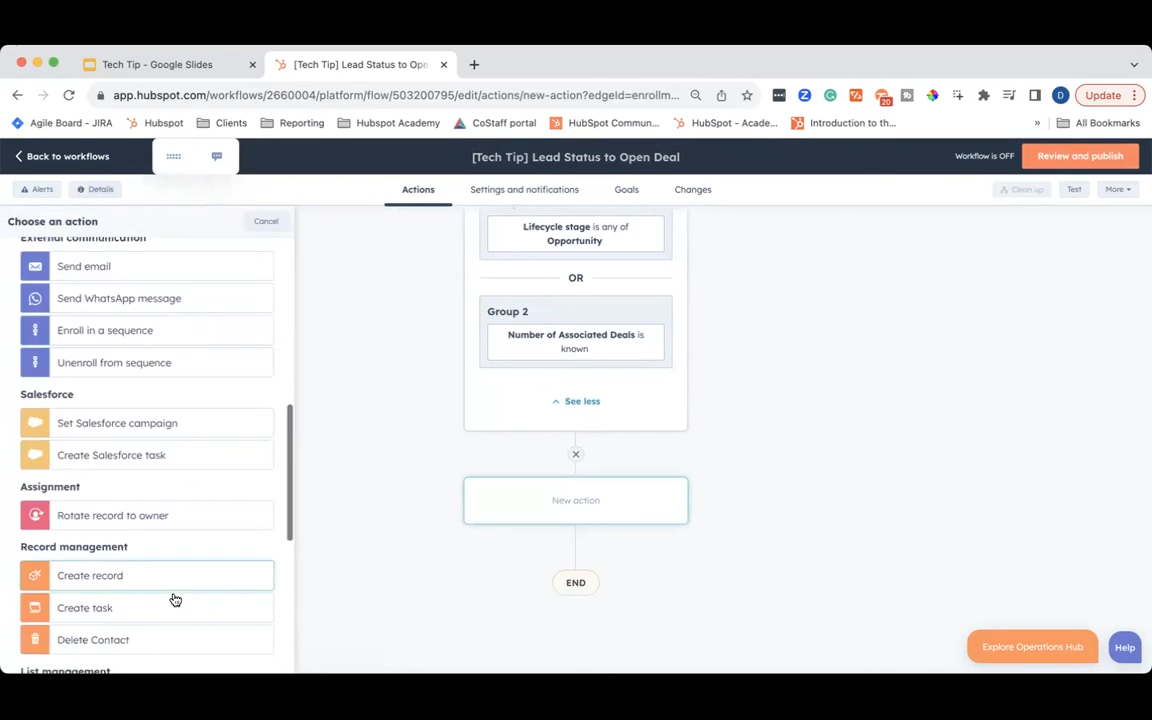 Tech Tip - Google Slides
[Tech Tip] Lead Status to Ope
app.hubspot.com/workflows/2660004/platform/flow/503200795/edit/actions/new-action?edgeId=enrollm...
20
D
Update
Agile Board - JIRA
Hubspot
Clients
Reporting
HubSpot Academy
CoStaff portal
HubSpot Commun...
HubSpot - Acade...
Introduction to th...
»
All Bookmarks
Back to workflows
[Tech Tip] Lead Status to Open Deal
Workflow is OFF
Review and publish
Alerts
Details
Actions
Settings and notifications
Goals
Changes
Clean up
Test
More
Choose an action
Cancel
External communication
Send email
Send WhatsApp message
Enroll in a sequence
Unenroll from sequence
Salesforce
Set Salesforce campaign
Create Salesforce task
Assignment
Rotate record to owner
Record management
Create record
Create task
Delete Contact
List management
Lifecycle stage is any of
Opportunity
OR
Group 2
Number of Associated Deals is
known
See less
New action
END
Explore Operations Hub
Help